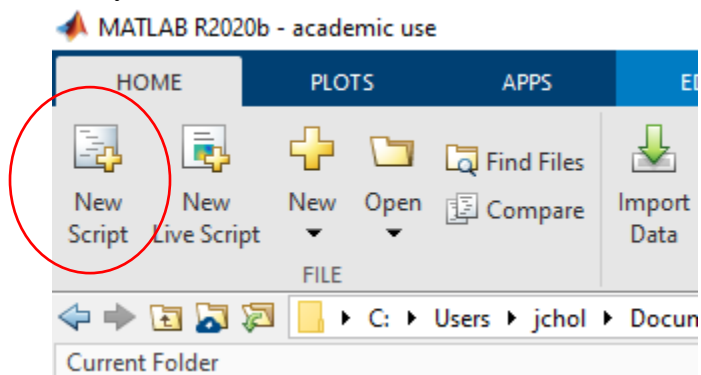 MATLAB R2020b - academic use
HOME PLOTS APPS
New Script
New Live Script
New
Open
Find Files
Compare
Import Data
FILE
C: Users jchol Docun
Current Folder